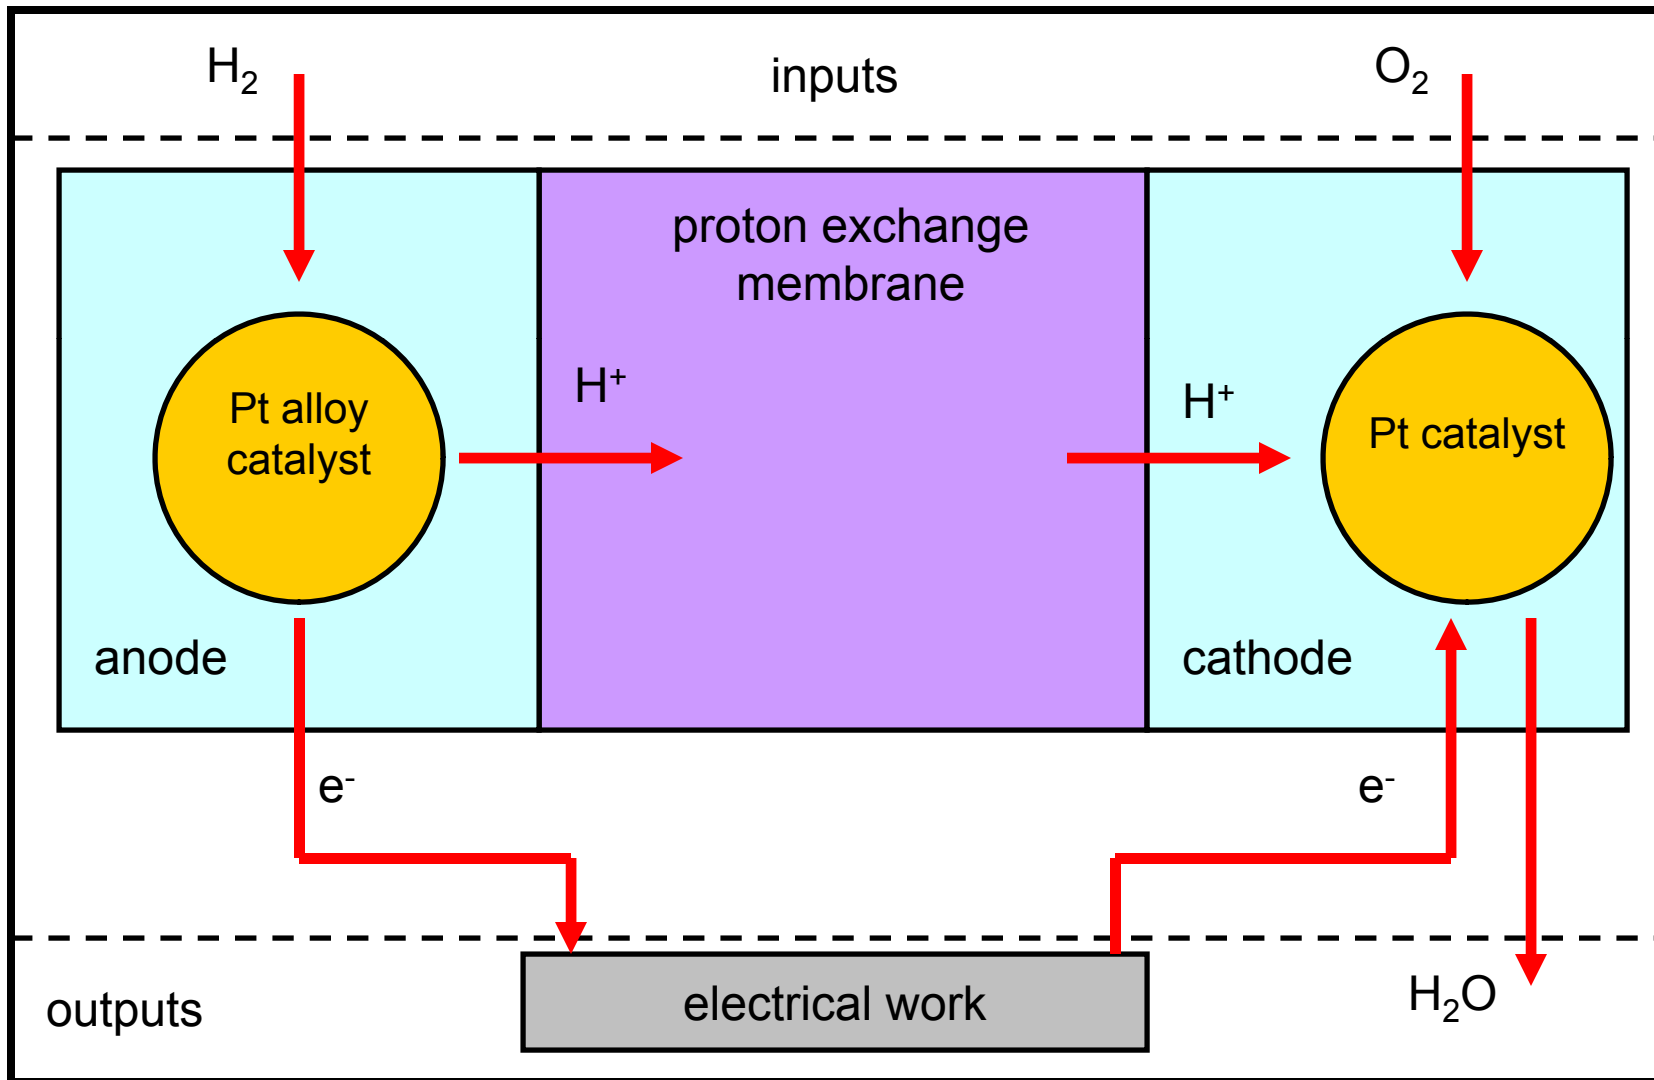 H₂
inputs
O₂
proton exchange
membrane
H⁺
H⁺
Pt alloy
catalyst
Pt catalyst
anode
cathode
e⁻
e⁻
outputs
electrical work
H₂O